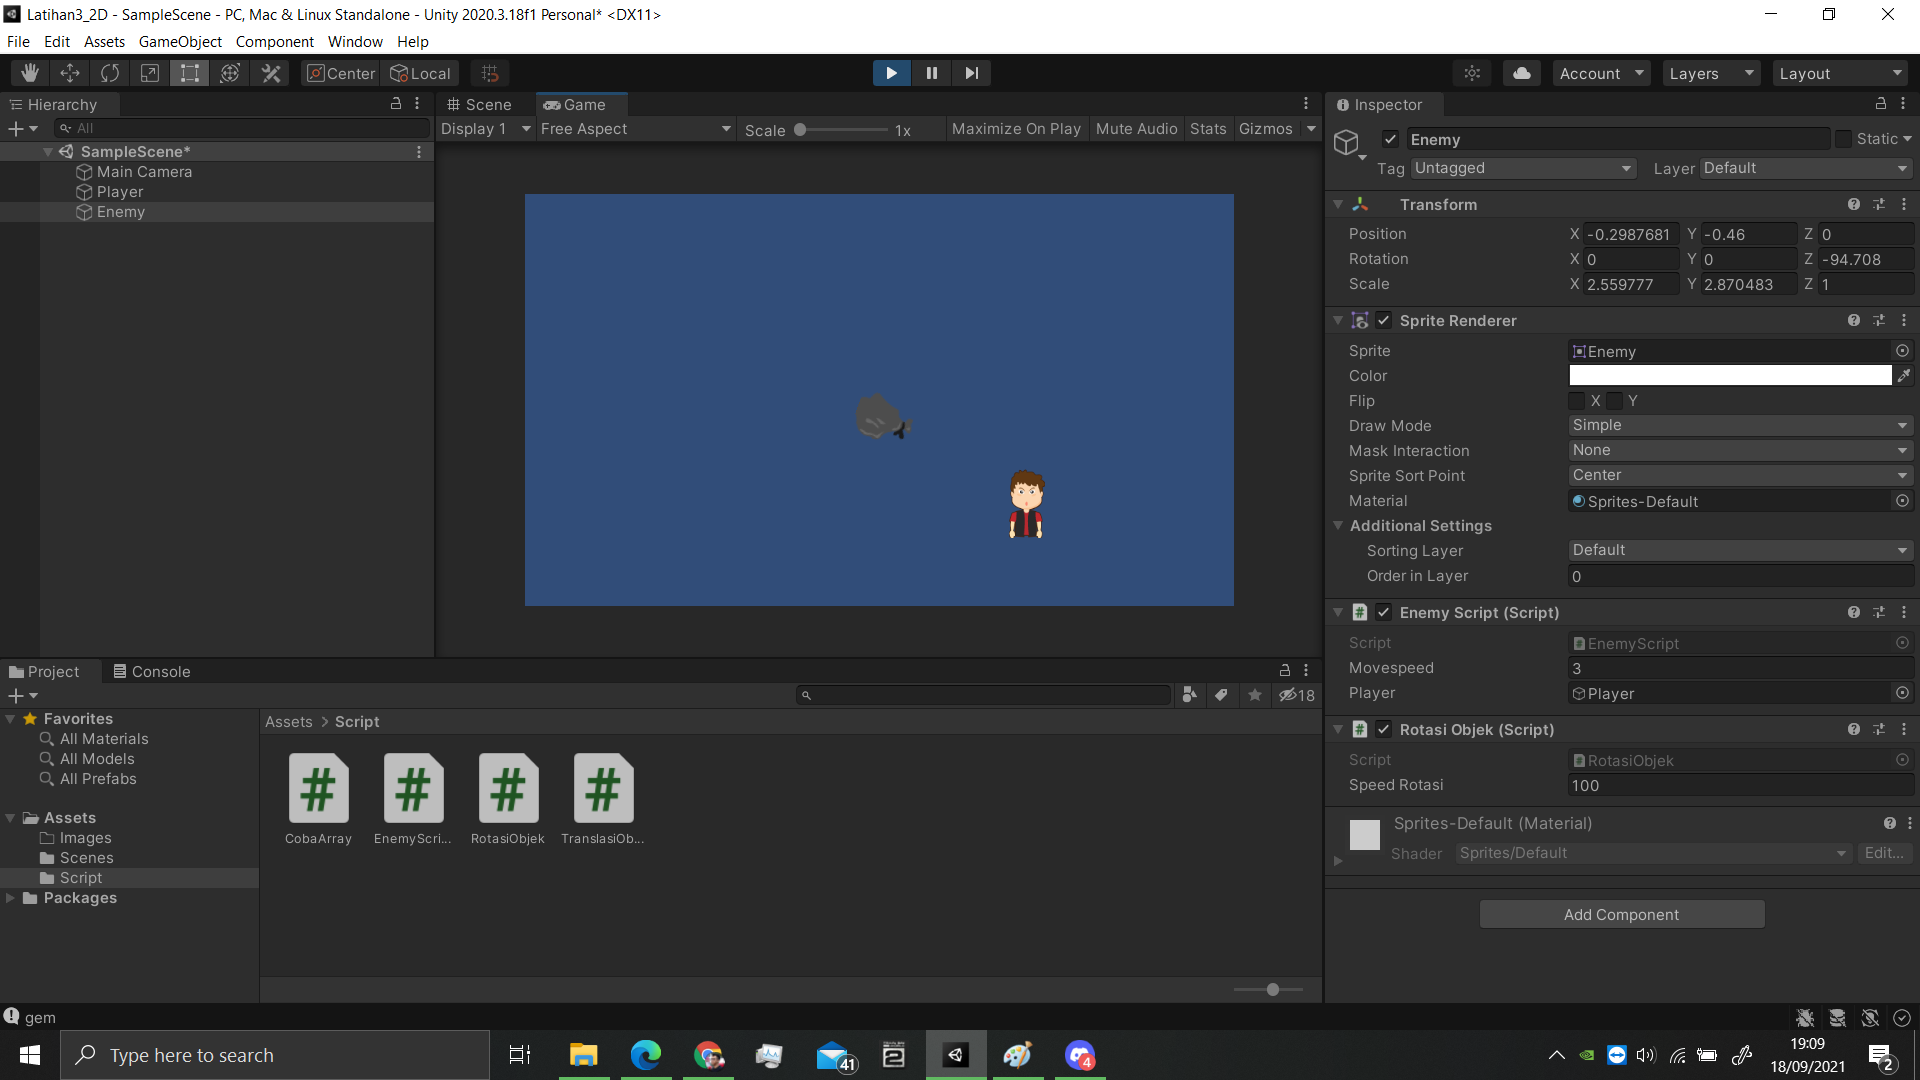 Latihan3_2D - SampleScene - PC, Mac & Linux Standalone - Unity 2020.3.18f1 Personal* <DX11>
File Edit Assets GameObject Component Window Help
Center Local Account Layers Layout
Hierarchy
All
SampleScene*
Main Camera
Player
Enemy
Scene Game
Display 1 Free Aspect Scale 1x Maximize On Play Mute Audio Stats Gizmos
Inspector
Enemy Static
Tag Untagged Layer Default
Transform
Position X -0.2987681 Y -0.46 Z 0
Rotation X 0 Y 0 Z -94.708
Scale X 2.559777 Y 2.870483 Z 1
Sprite Renderer
Sprite Enemy
Color
Flip X Y
Draw Mode Simple
Mask Interaction None
Sprite Sort Point Center
Material Sprites-Default
Additional Settings
Sorting Layer Default
Order in Layer 0
# Enemy Script (Script)
Script # EnemyScript
Movespeed 3
Player Player
# Rotasi Objek (Script)
Script # RotasiObjek
Speed Rotasi 100
Sprites-Default (Material)
Shader Sprites/Default Edit...
Add Component
Project Console
18
Favorites
All Materials
All Models
All Prefabs
Assets
Images
Scenes
Script
Packages
Assets > Script
# # # #
CobaArray EnemyScri... RotasiObjek TranslasiOb...
gem
Type here to search
41
2
4
19:09
18/09/2021
2